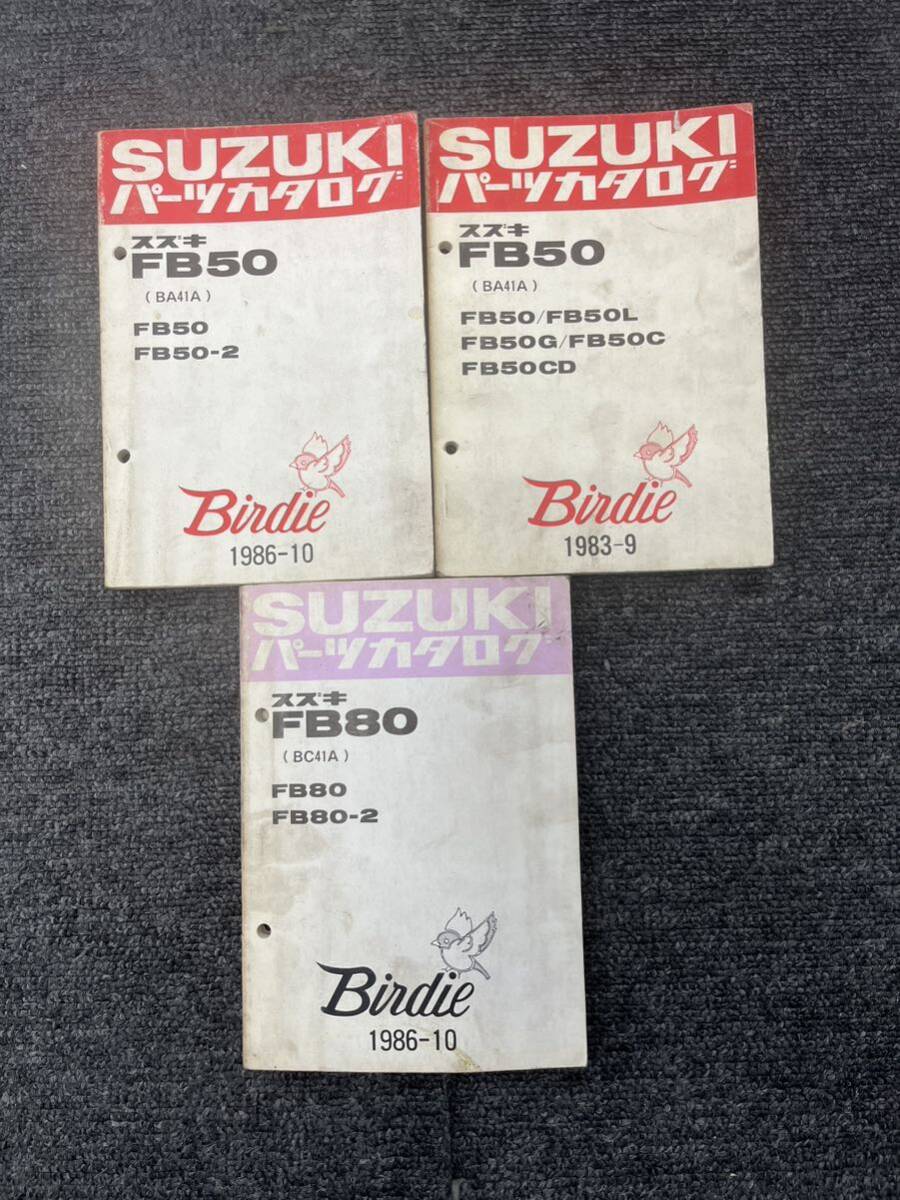 SUZUKI
パーツカタログ
スズキ
FB50
(BA41A)
FB50
FB50-2
Birdie
1986-10
SUZUKI
パーツカタログ
スズキ
FB50
(BA41A)
FB50/FB50L
FB50G/FB50C
FB50CD
Birdie
1983-9
SUZUKI
パーツカタログ
スズキ
FB80
(BC41A)
FB80
FB80-2
Birdie
1986-10